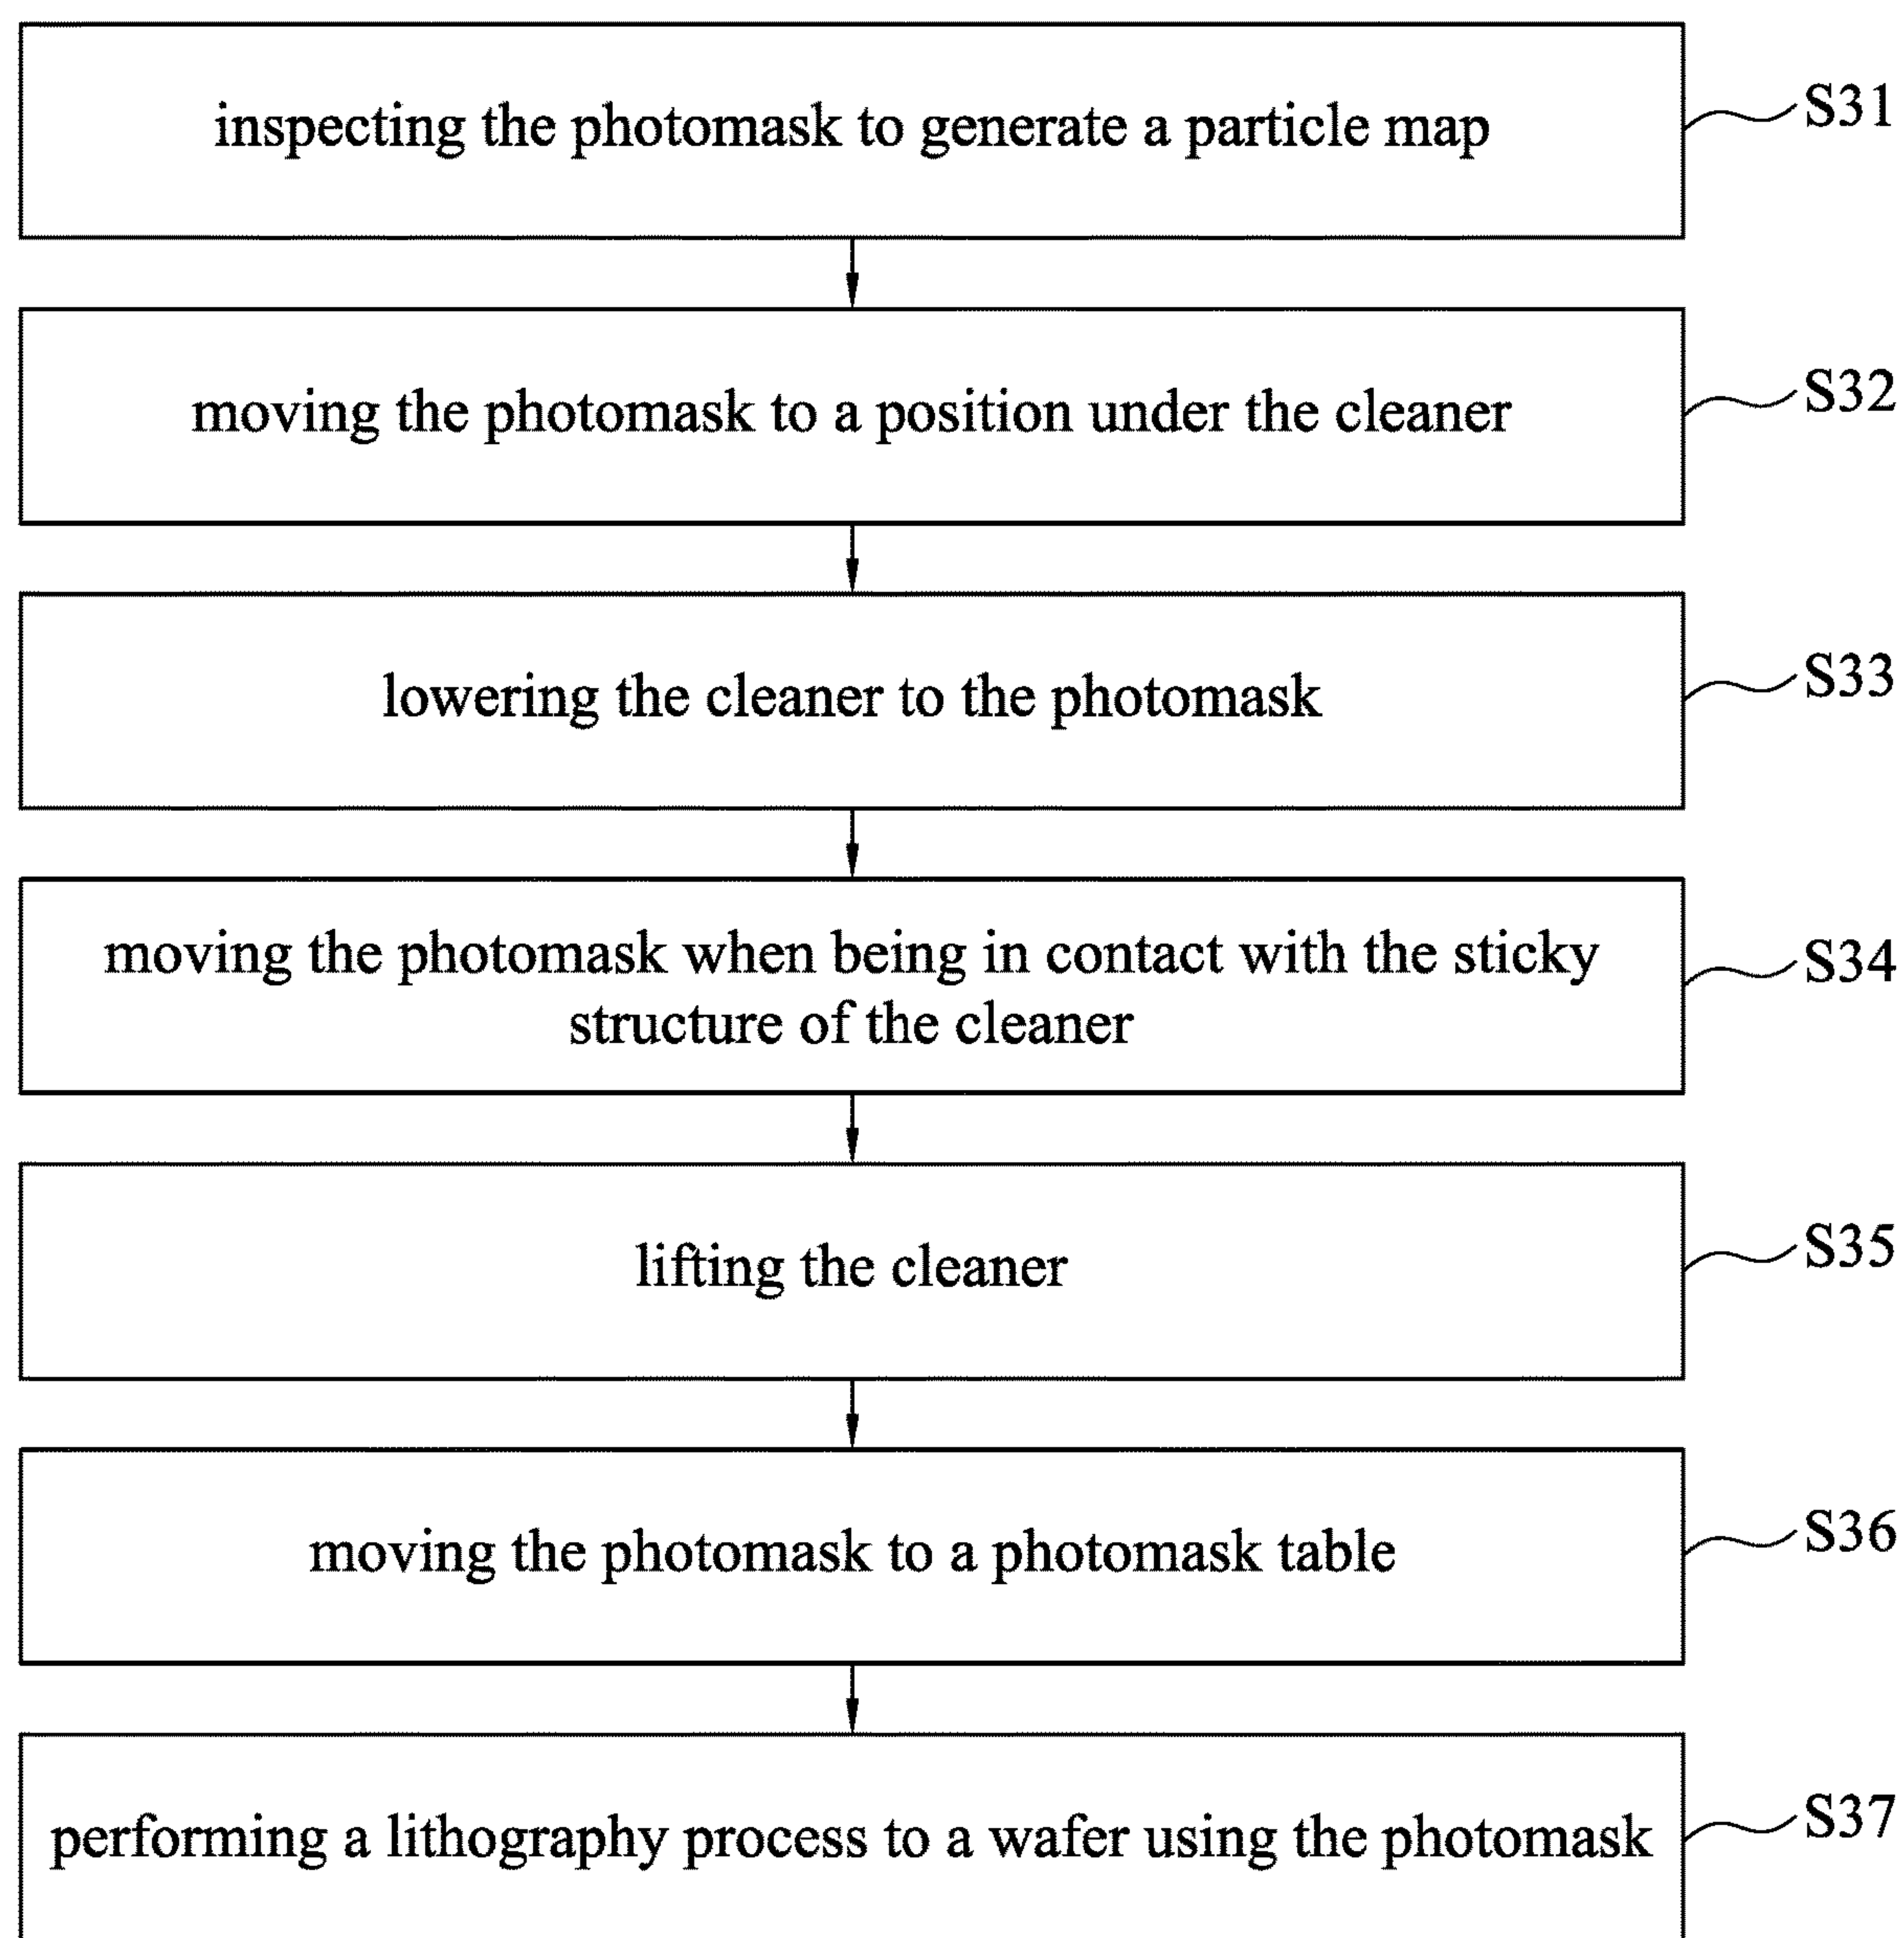 inspecting the photomask to generate a particle map
S31
moving the photomask to a position under the cleaner
S32
lowering the cleaner to the photomask
S33
moving the photomask when being in contact with the sticky
structure of the cleaner
S34
lifting the cleaner
S35
moving the photomask to a photomask table
S36
performing a lithography process to a wafer using the photomask
S37